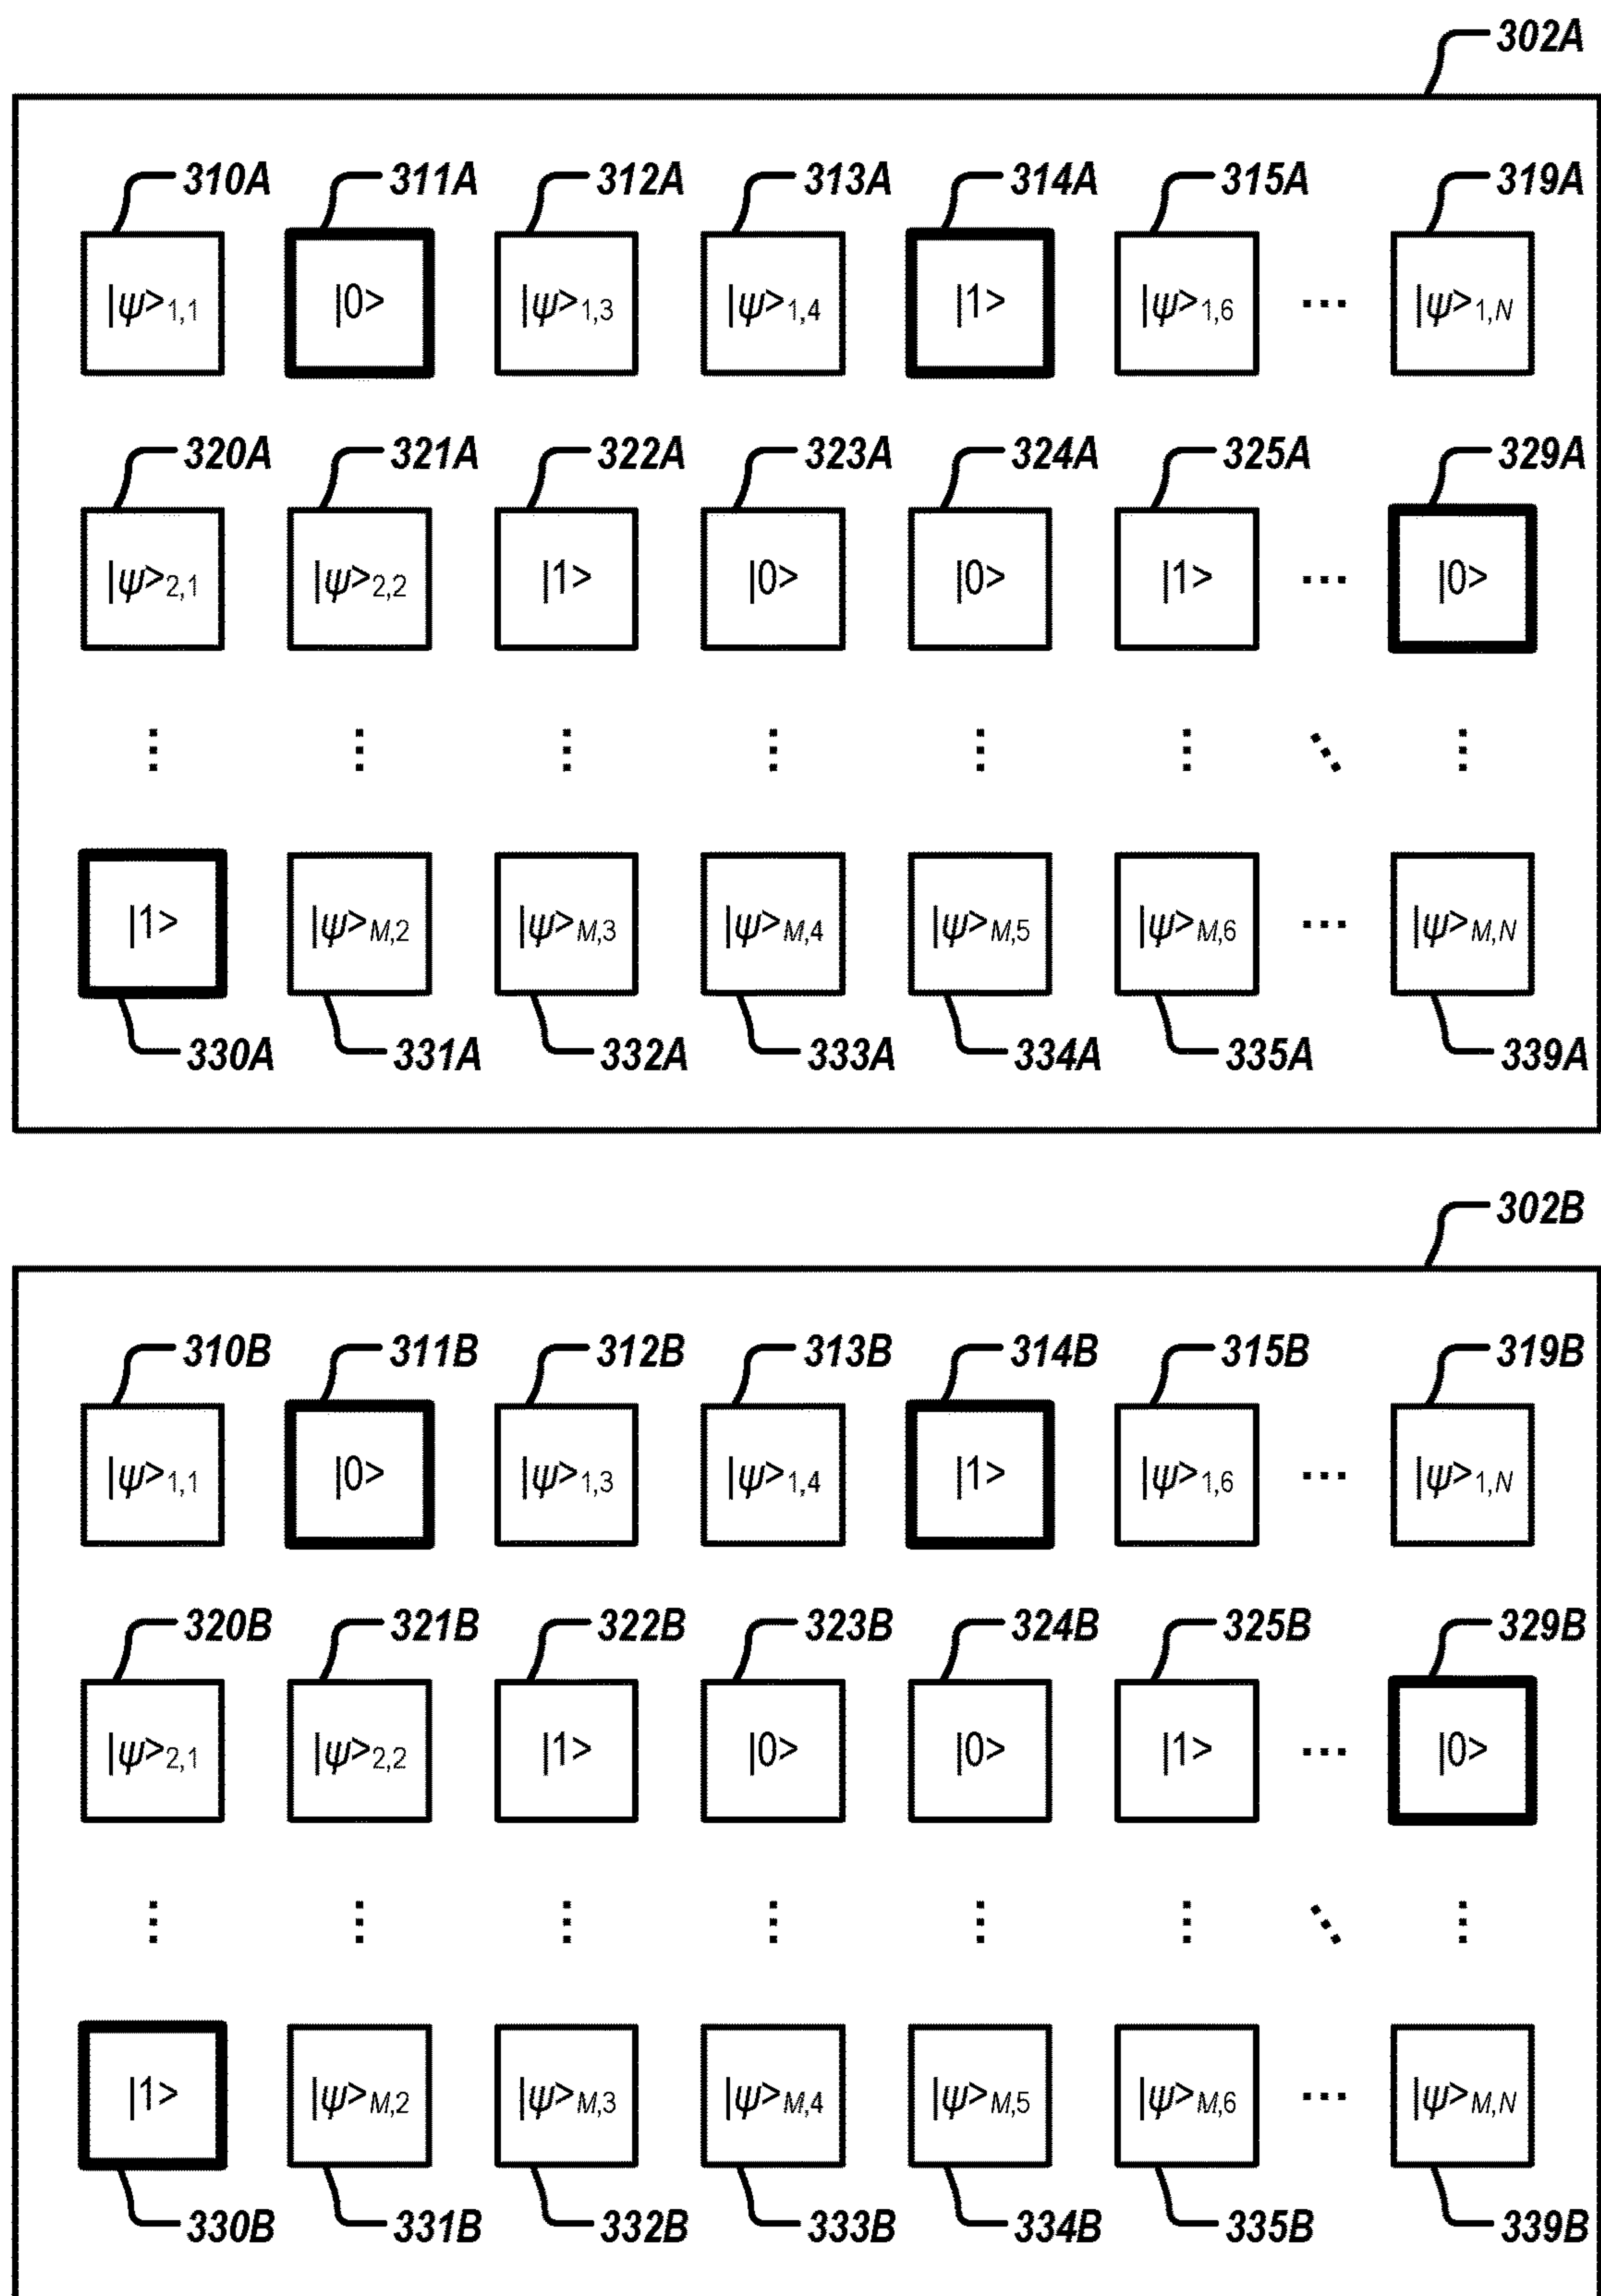 302A
310A 311A 312A 313A 314A 315A 319A
|ψ>1,1 |0> |ψ>1,3 |ψ>1,4 |1> |ψ>1,6 ... |ψ>1,N
320A 321A 322A 323A 324A 325A 329A
|ψ>2,1 |ψ>2,2 |1> |0> |0> |1> ... |0>
|1> |ψ>M,2 |ψ>M,3 |ψ>M,4 |ψ>M,5 |ψ>M,6 ... |ψ>M,N
330A 331A 332A 333A 334A 335A 339A
302B
310B 311B 312B 313B 314B 315B 319B
|ψ>1,1 |0> |ψ>1,3 |ψ>1,4 |1> |ψ>1,6 ... |ψ>1,N
320B 321B 322B 323B 324B 325B 329B
|ψ>2,1 |ψ>2,2 |1> |0> |0> |1> ... |0>
|1> |ψ>M,2 |ψ>M,3 |ψ>M,4 |ψ>M,5 |ψ>M,6 ... |ψ>M,N
330B 331B 332B 333B 334B 335B 339B